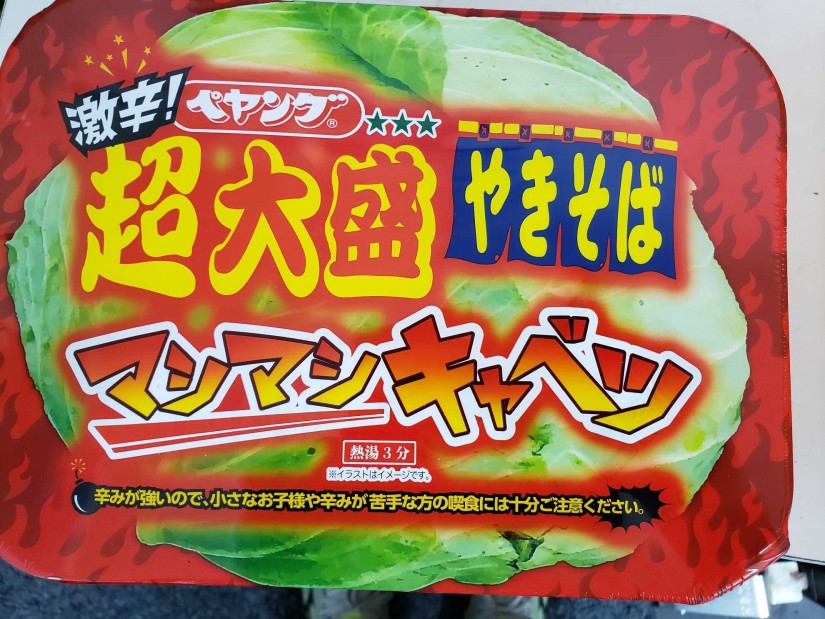 激辛!
ペヤング®
超大盛
やきそば
マシマシキャベツ
熱湯3分
※イラストはイメージです。
辛みが強いので、小さなお子様や辛みが苦手な方の喫食には十分ご注意ください。